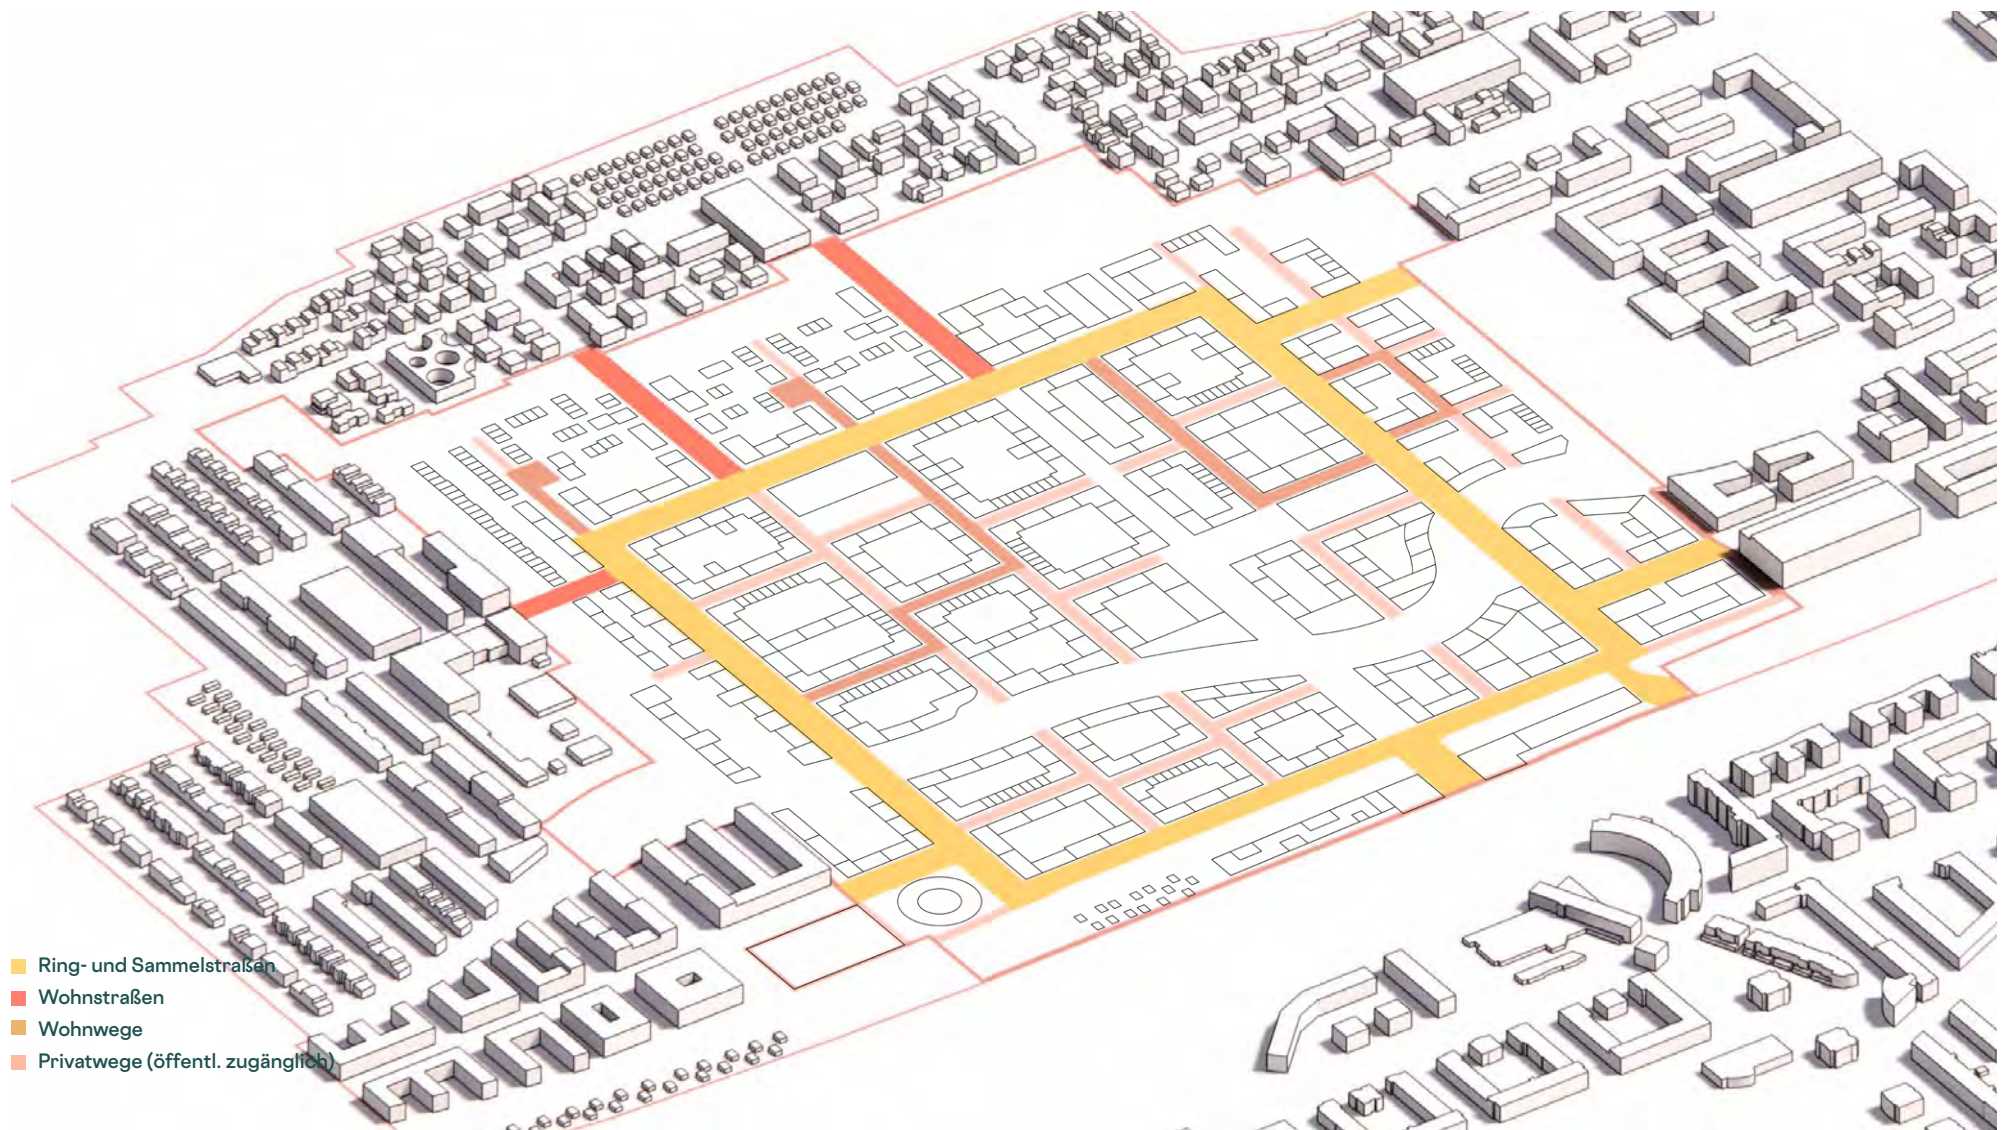 Ring- und Sammelstraßen
Wohnstraßen
Wohnwege
Privatwege (öffentl. zugänglich)